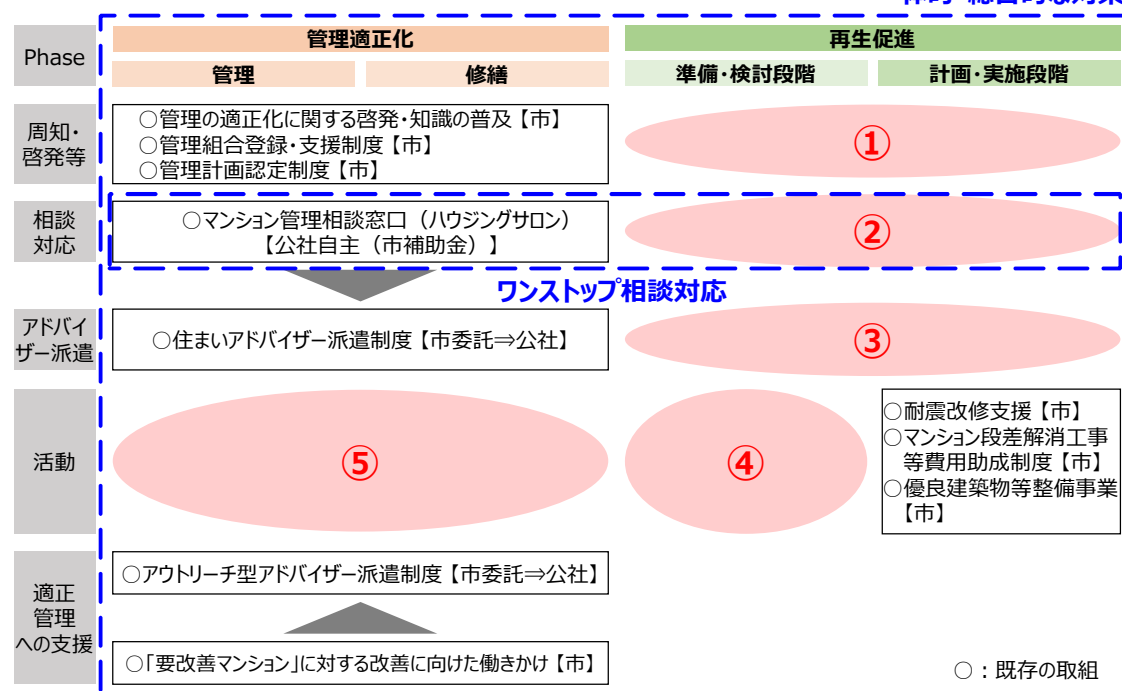 Phase
管理適正化
再生促進
管理
修繕
準備・検討段階
計画・実施段階
周知・
啓発等
○管理の適正化に関する啓発・知識の普及【市】
○管理組合登録・支援制度【市】
○管理計画認定制度【市】
①
相談
対応
○マンション管理相談窓口（ハウジングサロン）
【公社自主（市補助金）】
②
ワンストップ相談対応
アドバイ
ザー派遣
○住まいアドバイザー派遣制度【市委託⇒公社】
③
活動
⑤
④
○耐震改修支援【市】
○マンション段差解消工事
等費用助成制度【市】
○優良建築物等整備事業
【市】
適正
管理
への支援
○アウトリーチ型アドバイザー派遣制度【市委託⇒公社】
○「要改善マンション」に対する改善に向けた働きかけ【市】
○：既存の取組